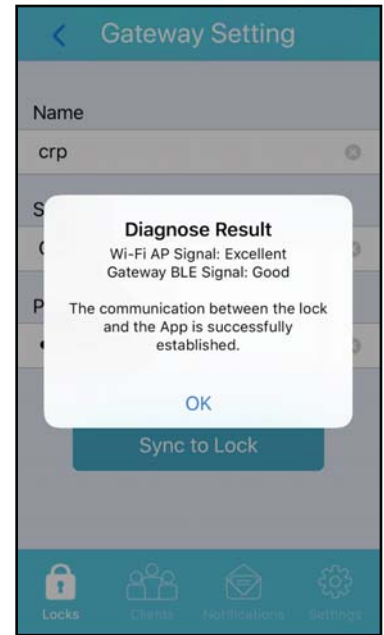 Gateway Setting
Name
crp
S
Diagnose Result
Wi-Fi AP Signal: Excellent
Gateway BLE Signal: Good
P
The communication between the lock
and the App is successfully
established.
OK
Sync to Lock
Locks
Clients
Notifications
Settings